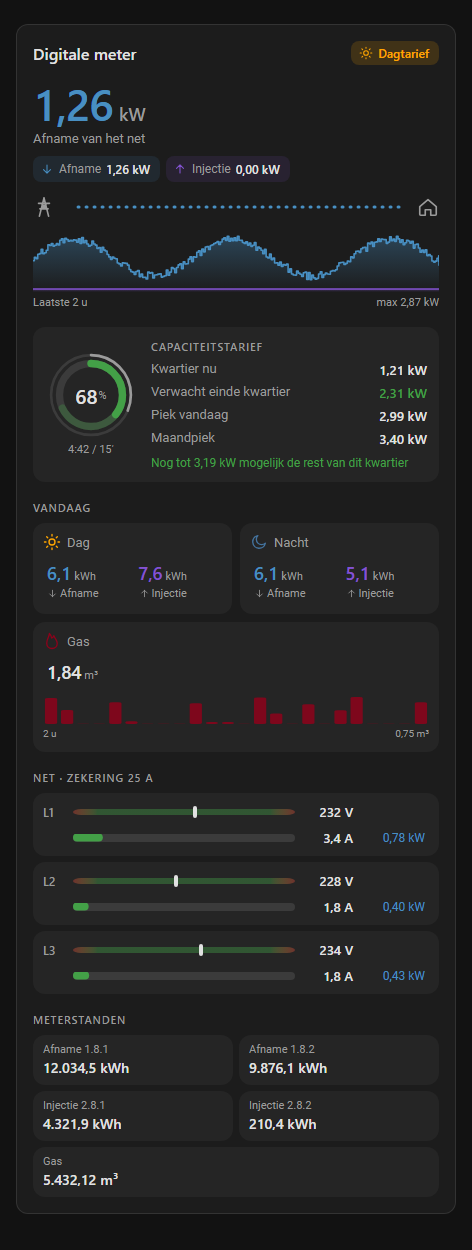 Digitale meter
Dagtarief
1,26 kW
Afname van het net
↓ Afname 1,26 kW
↑ Injectie 0,00 kW
Laatste 2 u
max 2,87 kW
68%
4:42 / 15'
CAPACITEITSTARIEF
Kwartier nu 1,21 kW
Verwacht einde kwartier 2,31 kW
Piek vandaag 2,99 kW
Maandpiek 3,40 kW
Nog tot 3,19 kW mogelijk de rest van dit kwartier
VANDAAG
Dag
6,1 kWh 7,6 kWh
↓ Afname ↑ Injectie
Nacht
6,1 kWh 5,1 kWh
↓ Afname ↑ Injectie
Gas
1,84 m³
2 u 0,75 m³
NET · ZEKERING 25 A
L1 232 V
3,4 A 0,78 kW
L2 228 V
1,8 A 0,40 kW
L3 234 V
1,8 A 0,43 kW
METERSTANDEN
Afname 1.8.1
12.034,5 kWh
Afname 1.8.2
9.876,1 kWh
Injectie 2.8.1
4.321,9 kWh
Injectie 2.8.2
210,4 kWh
Gas
5.432,12 m³